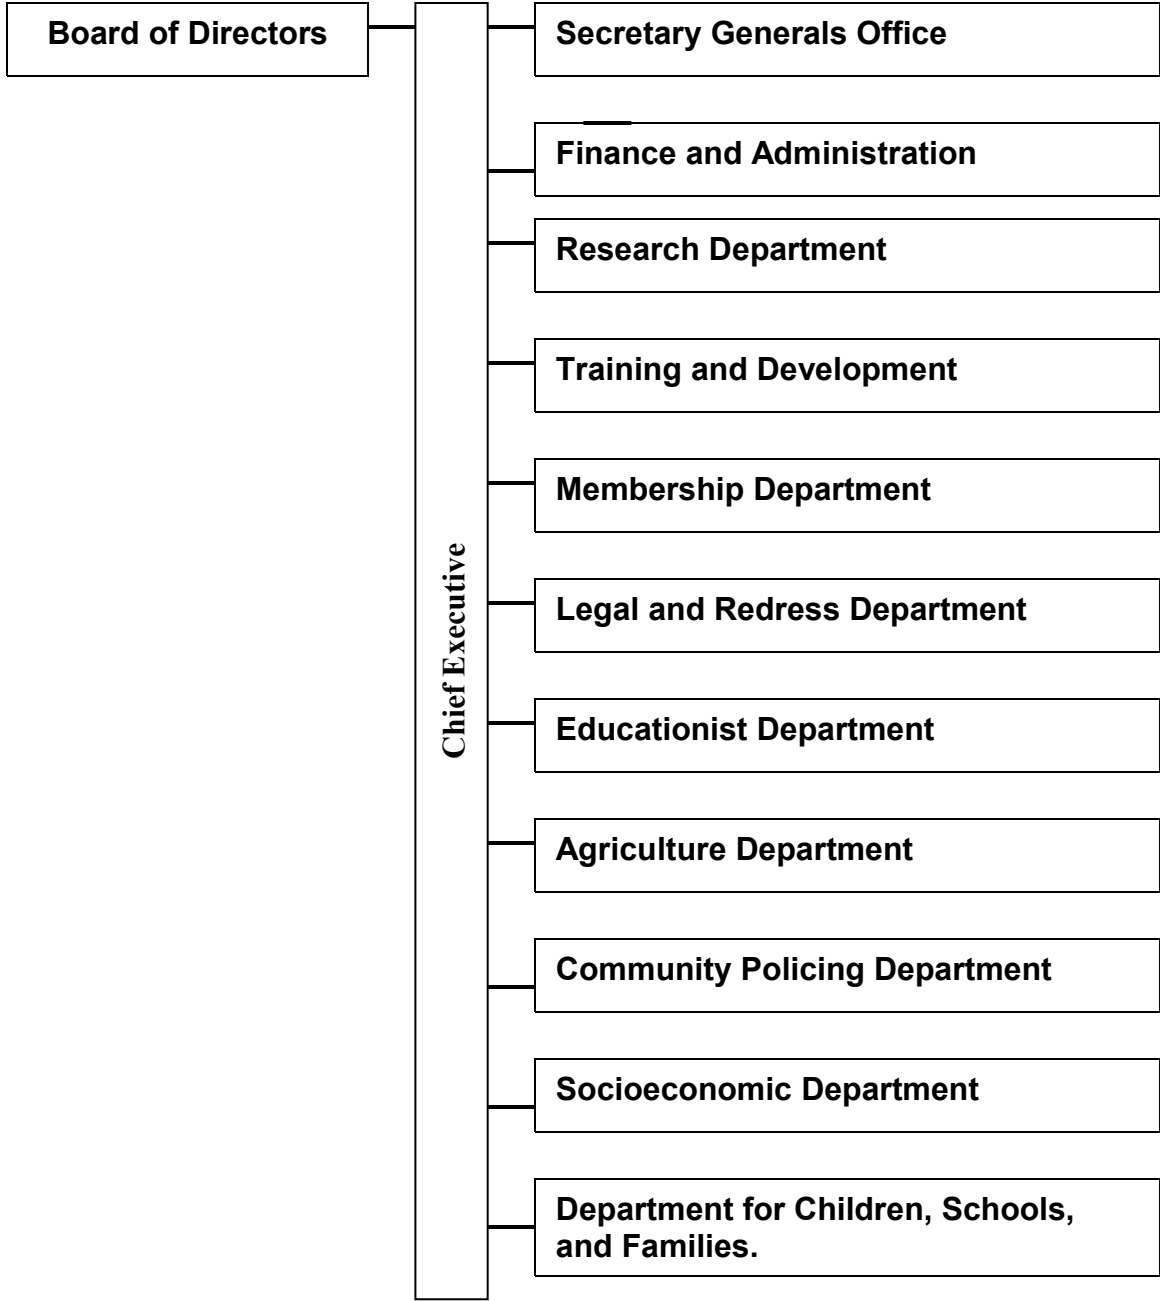 Board of Directors
Chief Executive
Secretary Generals Office
Finance and Administration
Research Department
Training and Development
Membership Department
Legal and Redress Department
Educationist Department
Agriculture Department
Community Policing Department
Socioeconomic Department
Department for Children, Schools,
and Families.